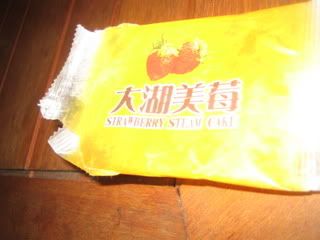 大湖美莓
STRAWBERRY STEAM CAKE